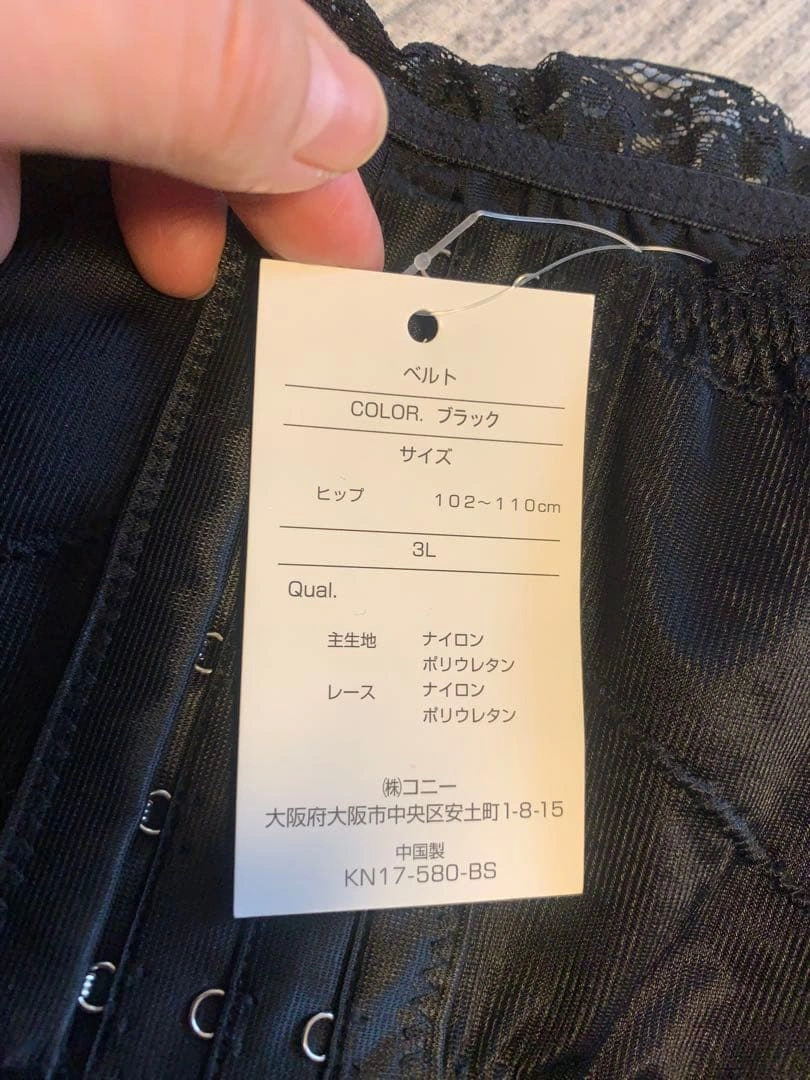 ベルト
COLOR. ブラック
サイズ
ヒップ 102～110cm
3L
Qual.
主生地 ナイロン
ポリウレタン
レース ナイロン
ポリウレタン
㈱コニー
大阪府大阪市中央区安土町1-8-15
中国製
KN17-580-BS